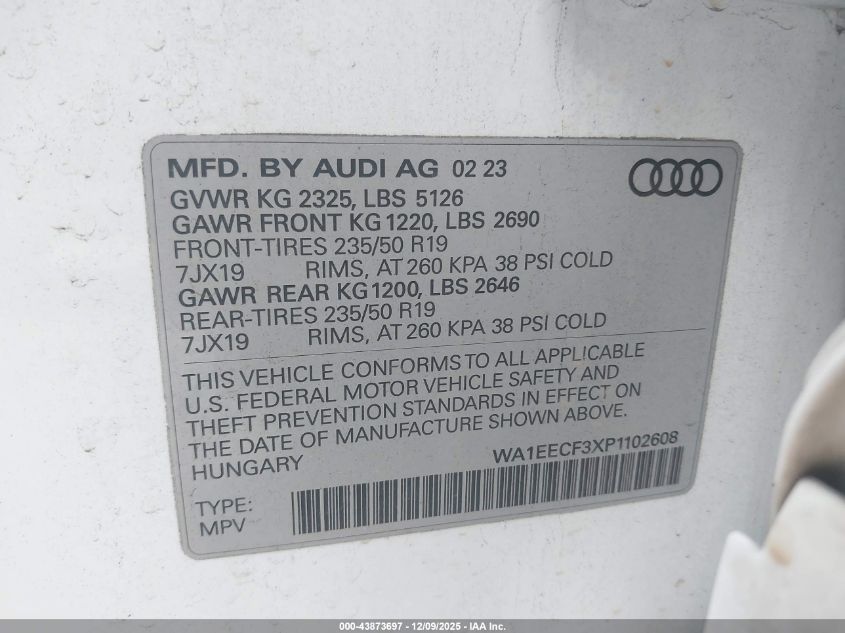 MFD. BY AUDI AG 02 23
GVWR KG 2325, LBS 5126
GAWR FRONT KG 1220, LBS 2690
FRONT-TIRES 235/50 R19
7JX19 RIMS, AT 260 KPA 38 PSI COLD
GAWR REAR KG 1200, LBS 2646
REAR-TIRES 235/50 R19
7JX19 RIMS, AT 260 KPA 38 PSI COLD
THIS VEHICLE CONFORMS TO ALL APPLICABLE
U.S. FEDERAL MOTOR VEHICLE SAFETY AND
THEFT PREVENTION STANDARDS IN EFFECT ON
THE DATE OF MANUFACTURE SHOWN ABOVE.
HUNGARY
WA1EECF3XP1102608
TYPE:
MPV
000-43873697 - 12/09/2025 - IAA Inc.